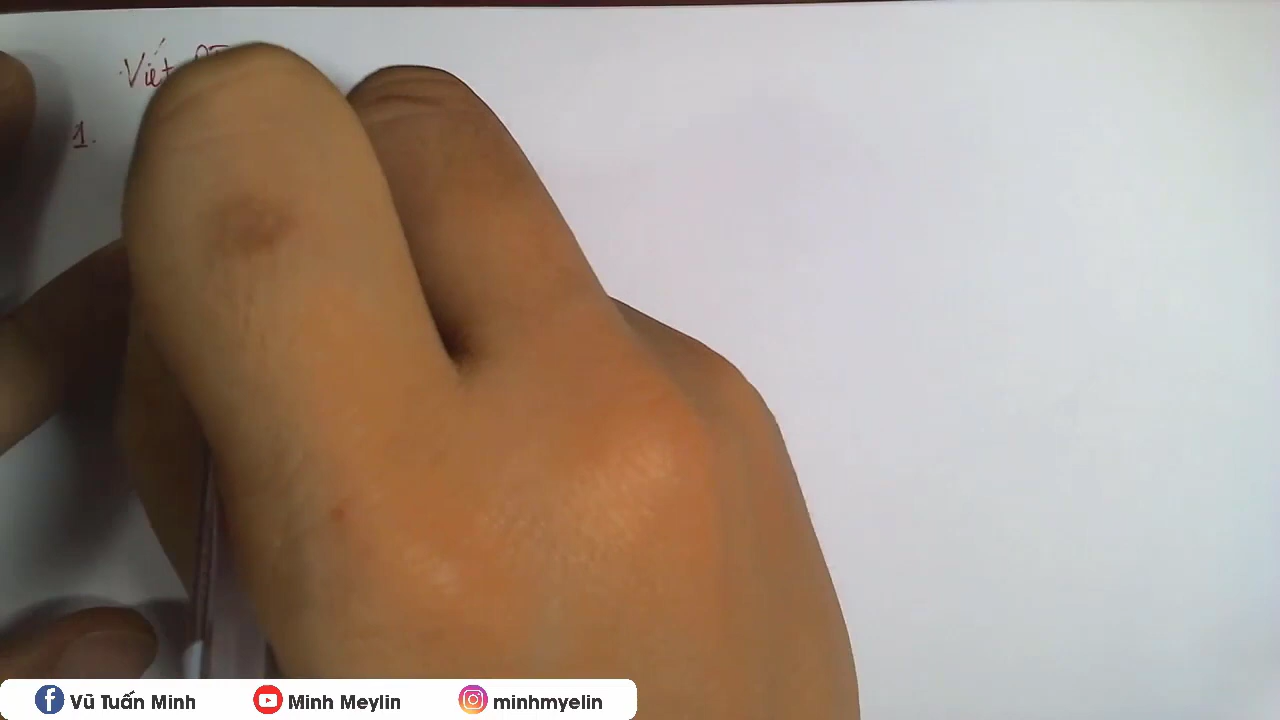 Viết
1.
Vũ Tuấn Minh
Minh Meylin
minhmyelin